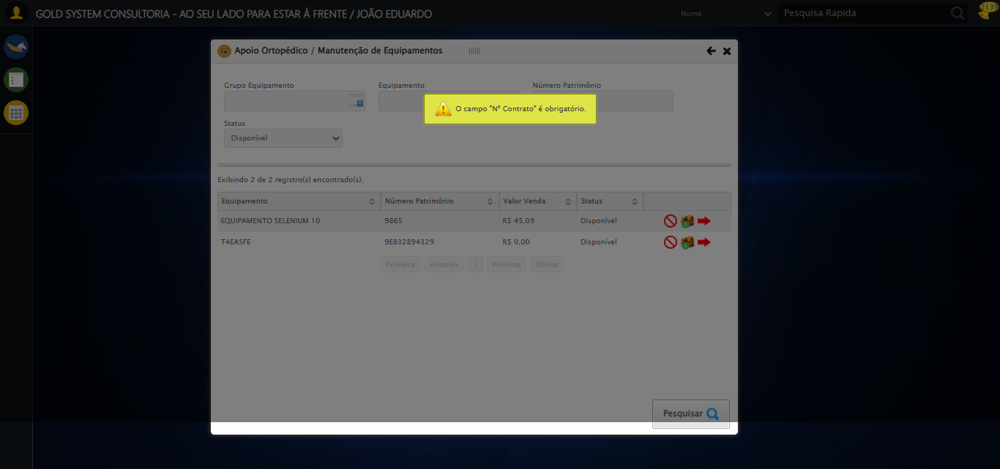 GOLD SYSTEM CONSULTORIA - AO SEU LADO PARA ESTAR À FRENTE / JOÃO EDUARDO
Nome
Pesquisa Rapida
2139
Apoio Ortopédico / Manutenção de Equipamentos
Grupo Equipamento
Equipamento
Número Patrimônio
O campo "Nº Contrato" é obrigatório.
Status
Disponível
Exibindo 2 de 2 registro(s) encontrado(s).
Equipamento Número Patrimônio Valor Venda Status
EQUIPAMENTO SELENIUM 10 9865 R$ 45,09 Disponível
T4EASFE 9E832894329 R$ 0,00 Disponível
Primeira Anterior 1 Próxima Última
Pesquisar